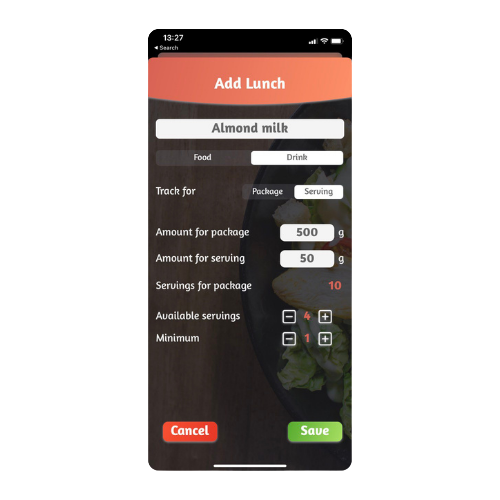 13:27
Search
Add Lunch
Almond milk
Food Drink
Track for Package Serving
Amount for package 500 g
Amount for serving 50 g
Servings for package 10
Available servings 4
Minimum 1
Cancel Save